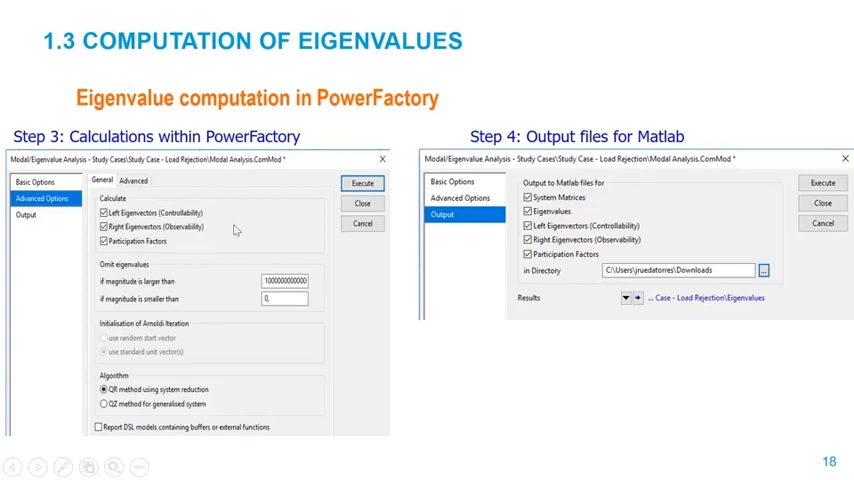 1.3 COMPUTATION OF EIGENVALUES
Eigenvalue computation in PowerFactory
Step 3: Calculations within PowerFactory
Modal/Eigenvalue Analysis - Study Cases\Study Case - Load Rejection\Modal Analysis.ComMod *
Basic Options
Advanced Options
Output
General
Advanced
Calculate
Left Eigenvectors (Controllability)
Right Eigenvectors (Observability)
Participation Factors
Omit eigenvalues
if magnitude is larger than
1000000000000
if magnitude is smaller than
0,
Initialisation of Arnoldi Iteration
use random start vector
use standard unit vector(s)
Algorithm
QR method using system reduction
QZ method for generalised system
Report DSL models containing buffers or external functions
Execute
Close
Cancel
Step 4: Output files for Matlab
Modal/Eigenvalue Analysis - Study Cases\Study Case - Load Rejection\Modal Analysis.ComMod *
Basic Options
Advanced Options
Output
Output to Matlab files for
System Matrices
Eigenvalues
Left Eigenvectors (Controllability)
Right Eigenvectors (Observability)
Participation Factors
in Directory
C:\Users\jruedatorres\Downloads
...
Results
... Case - Load Rejection\Eigenvalues
Execute
Close
Cancel
18